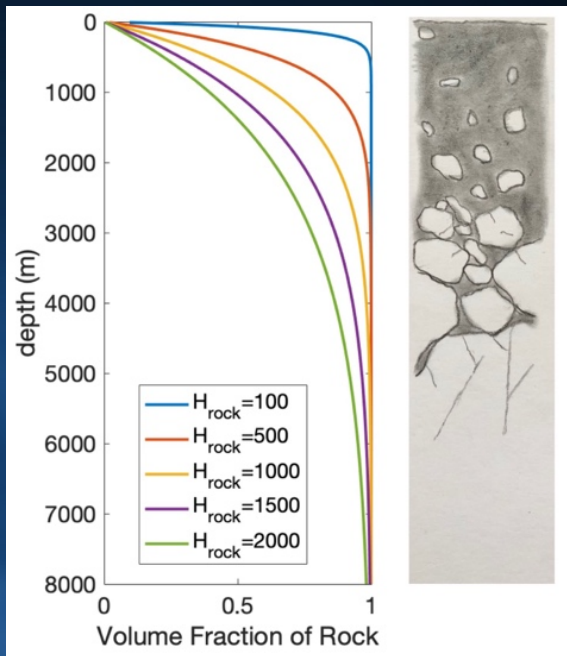 0
1000
2000
3000
4000
5000
6000
7000
8000
depth (m)
H_rock=100
H_rock=500
H_rock=1000
H_rock=1500
H_rock=2000
0 0.5 1
Volume Fraction of Rock